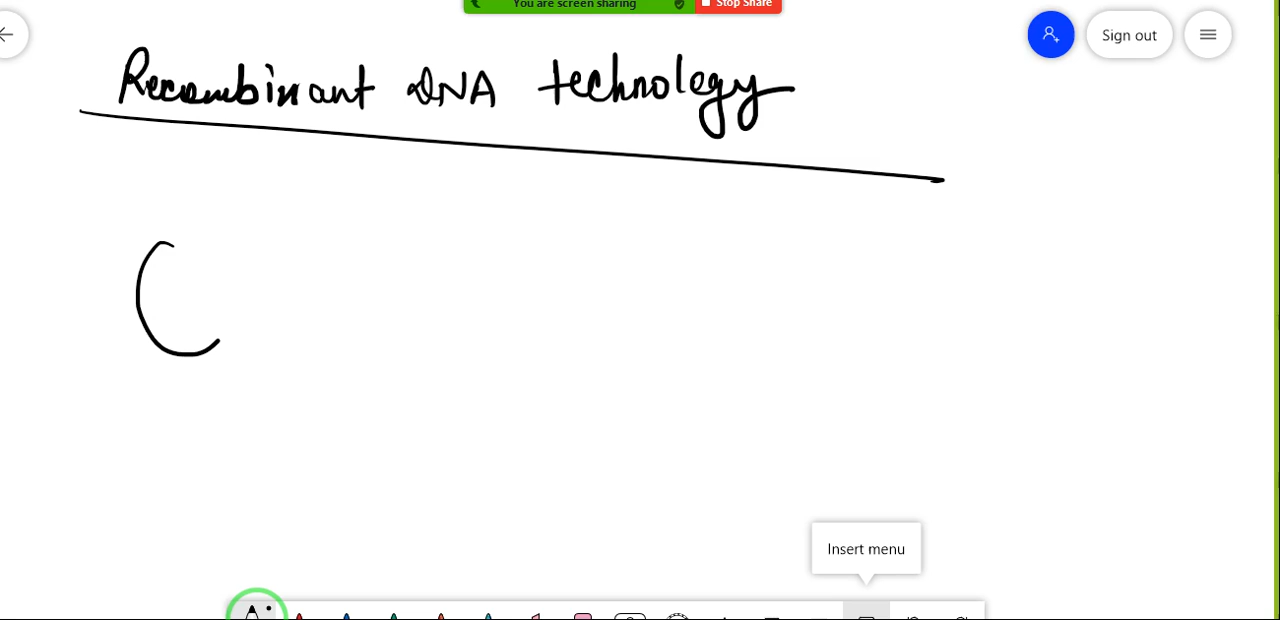 You are screen sharing
Stop Share
Sign out
Recombinant DNA technology
Insert menu